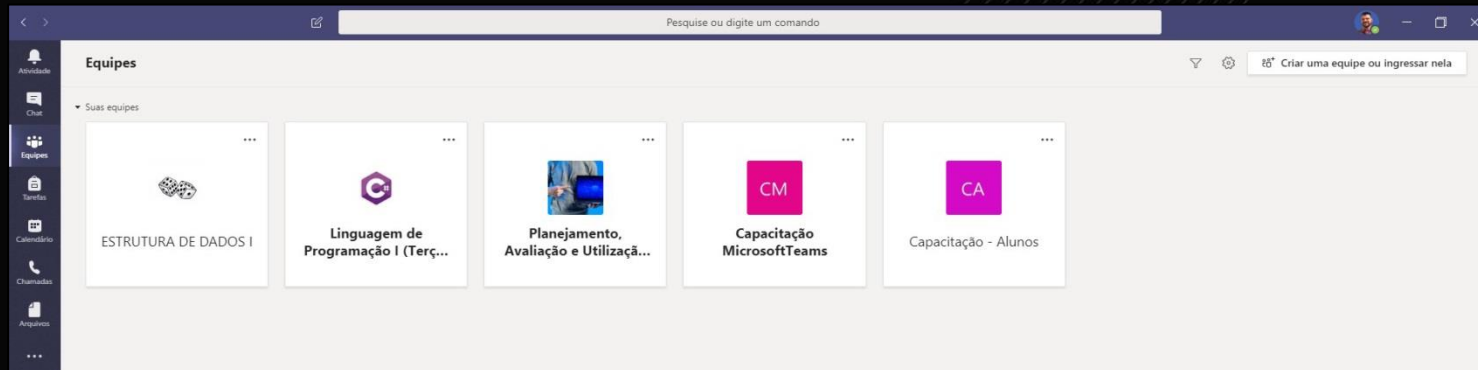 Pesquise ou digite um comando
Atividade
Chat
Equipes
Tarefas
Calendário
Chamadas
Arquivos
Equipes
Criar uma equipe ou ingressar nela
Suas equipes
ESTRUTURA DE DADOS I
C#
Linguagem de
Programação I (Terç...
Planejamento,
Avaliação e Utilizaçã...
CM
Capacitação
MicrosoftTeams
CA
Capacitação - Alunos